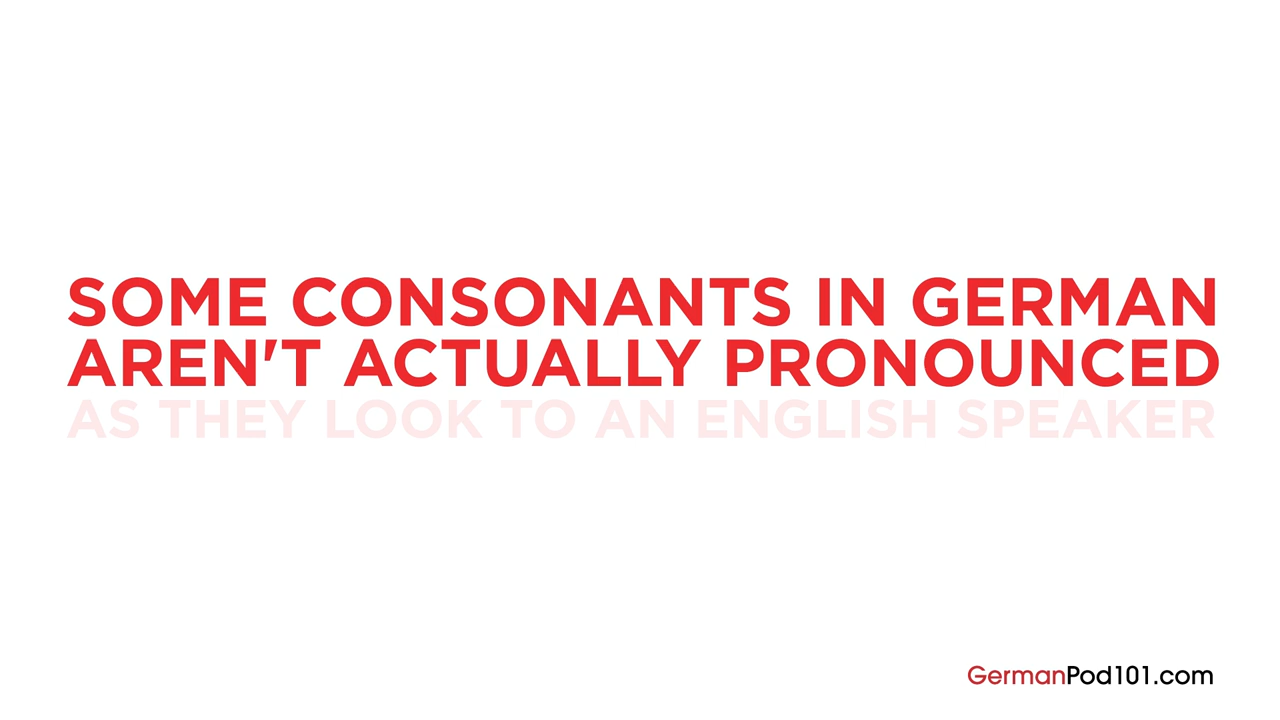 SOME CONSONANTS IN GERMAN
AREN'T ACTUALLY PRONOUNCED
AS THEY LOOK TO AN ENGLISH SPEAKER
GermanPod101.com